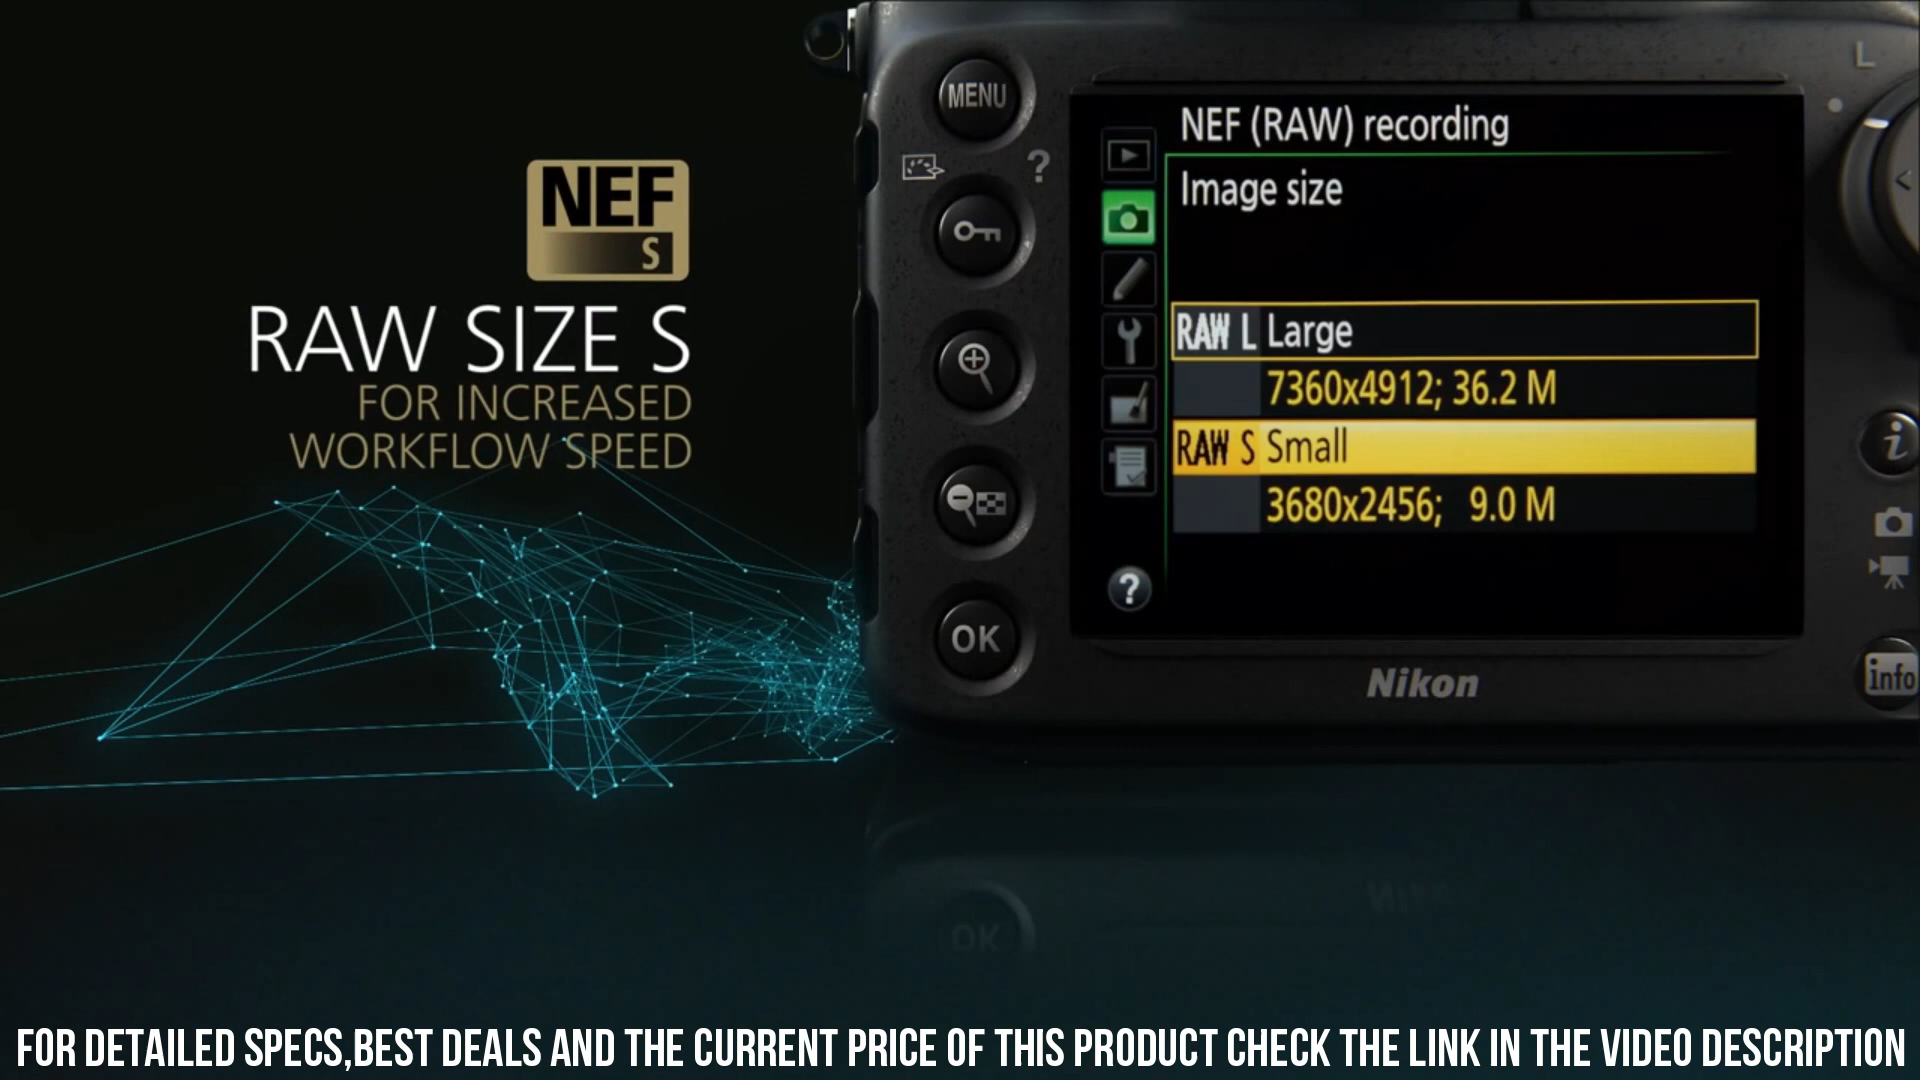 NEF
S
RAW SIZE S
FOR INCREASED
WORKFLOW SPEED
MENU
?
OK
NEF (RAW) recording
Image size
RAW L Large
7360x4912; 36.2 M
RAW S Small
3680x2456; 9.0 M
?
Nikon
L
i
info
OK
FOR DETAILED SPECS,BEST DEALS AND THE CURRENT PRICE OF THIS PRODUCT CHECK THE LINK IN THE VIDEO DESCRIPTION